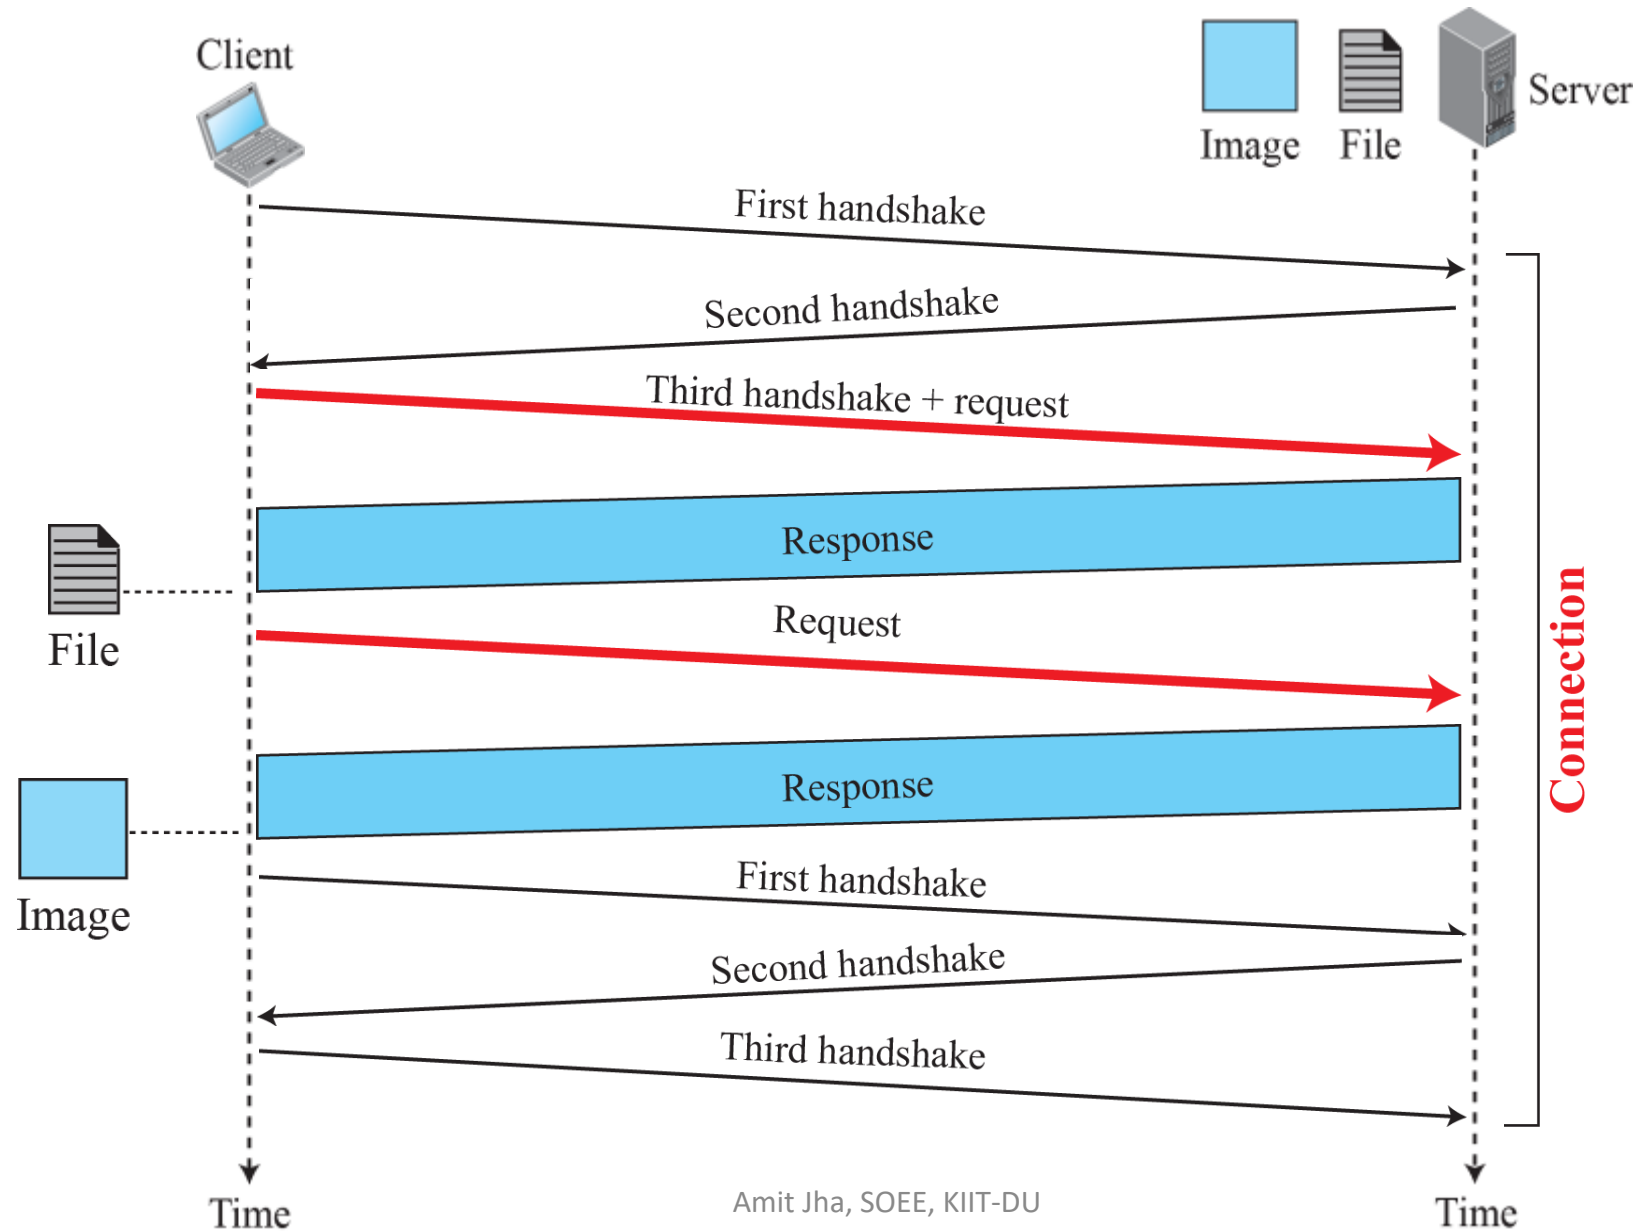 Client
Image
File
Server
First handshake
Second handshake
Third handshake + request
Response
File
Request
Connection
Response
Image
First handshake
Second handshake
Third handshake
Time
Amit Jha, SOEE, KIIT-DU
Time